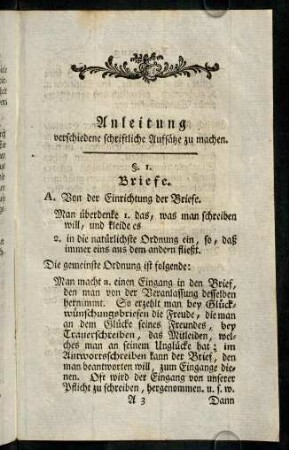 Anleitung
verschiedene schriftliche Aufsätze zu machen.
§. 1.
Briefe.
A. Von der Einrichtung der Briefe.
Man überdenke 1. das, was man schreiben
will, und kleide es
2. in die natürlichste Ordnung ein, so, daß
immer eins aus dem andern fließt.
Die gemeinste Ordnung ist folgende:
Man macht a. einen Eingang in den Brief,
den man von der Veranlassung desselben
hernimmt. So erzählt man bey Glück-
wünschungsbriefen die Freude, die man
an dem Glücke seines Freundes, bey
Trauerschreiben, das Mitleiden, wel-
ches man an seinem Unglücke hat; im
Antwortschreiben kann der Brief, den
man beantworten will, zum Eingange die-
nen. Oft wird der Eingang von unserer
Pflicht zu schreiben, hergenommen. u. s. w.
A 3 Dann